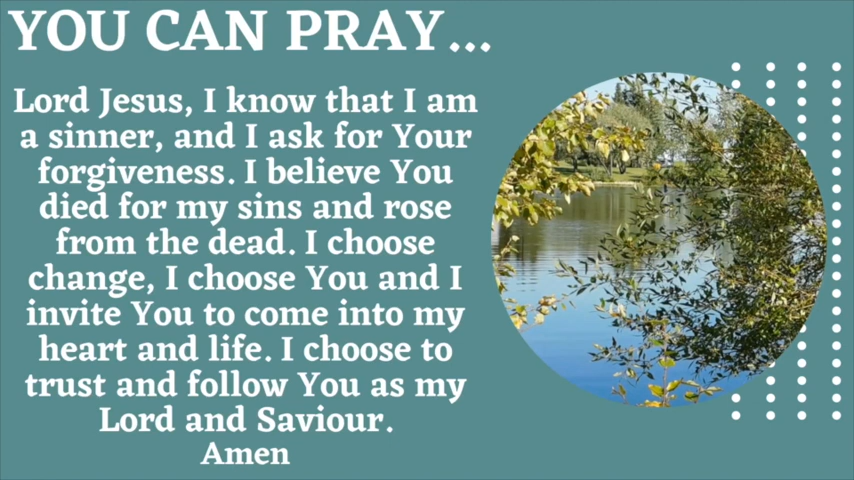 YOU CAN PRAY...
Lord Jesus, I know that I am
a sinner, and I ask for Your
forgiveness. I believe You
died for my sins and rose
from the dead. I choose
change, I choose You and I
invite You to come into my
heart and life. I choose to
trust and follow You as my
Lord and Saviour.
Amen